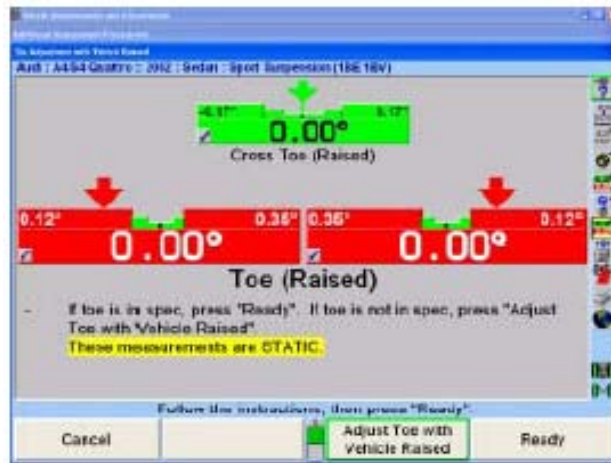 Toe Adjustment with Vehicle Raised
Audi : A4/S4 Quattro : 2002 : Sedan : Sport Suspension (1BE, 1BV)
-0.17° 0.17°
0.00°
Cross Toe (Raised)
0.12° 0.35° 0.35° 0.12°
0.00° 0.00°
Toe (Raised)
- If toe is in spec, press "Ready". If toe is not in spec, press "Adjust
Toe with Vehicle Raised".
These measurements are STATIC.
Follow the instructions, then press "Ready".
Cancel
Adjust Toe with
Vehicle Raised
Ready